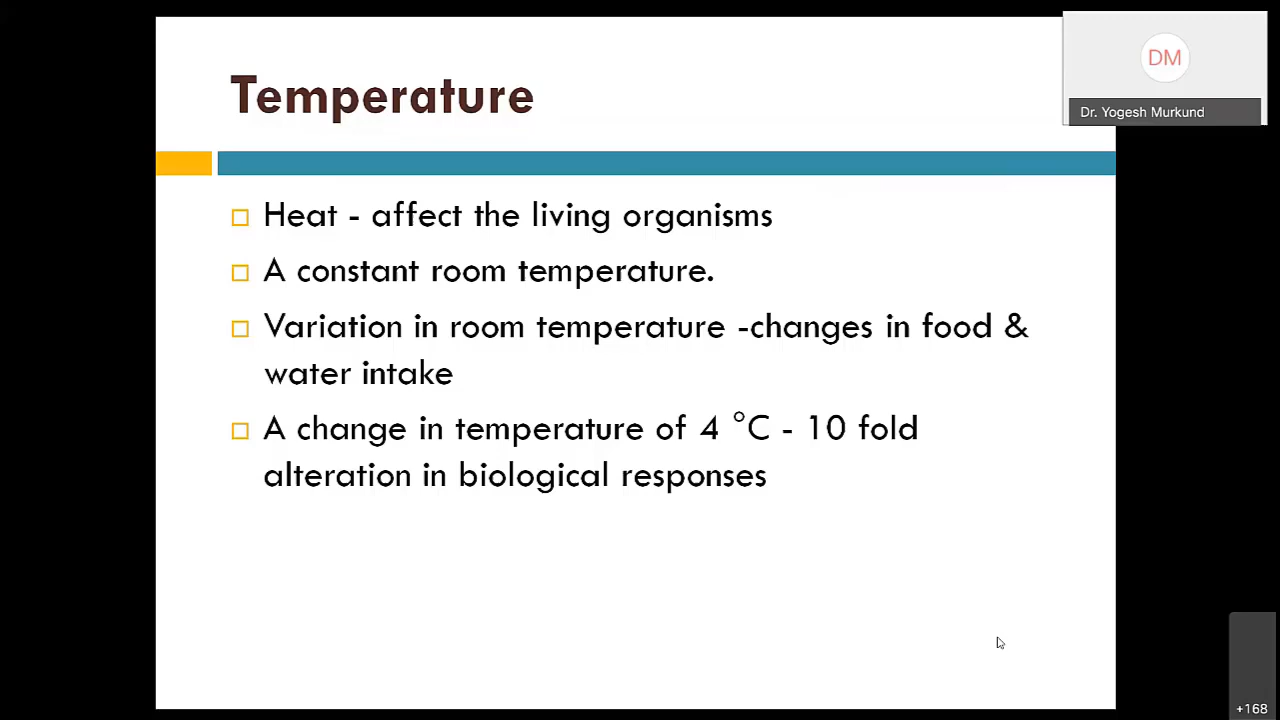 Temperature
DM
Dr. Yogesh Murkund
Heat - affect the living organisms
A constant room temperature.
Variation in room temperature -changes in food &
water intake
A change in temperature of 4 °C - 10 fold
alteration in biological responses
+168